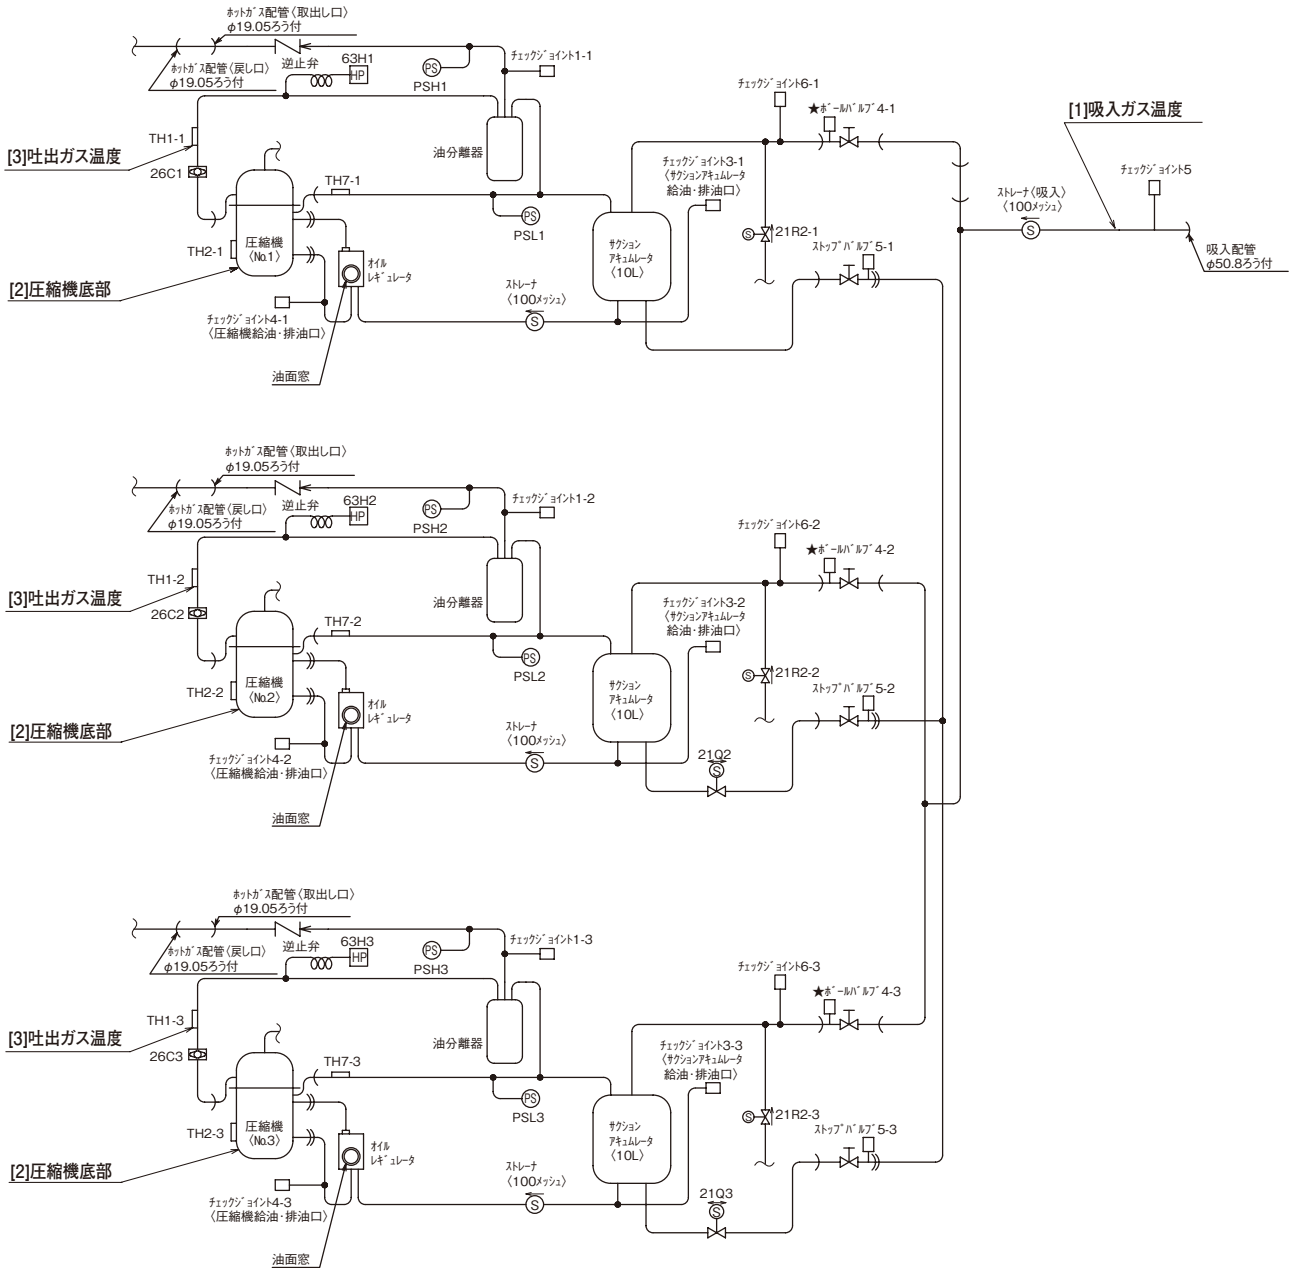 ホットガス配管〈取出し口〉
φ19.05ろう付
逆止弁
63H1
HP
PS
PSH1
チェックジョイント1-1
ホットガス配管〈戻し口〉
φ19.05ろう付
チェックジョイント6-1
★ボールバルブ4-1
[1]吸入ガス温度
TH1-1
[3]吐出ガス温度
26C1
油分離器
チェックジョイント3-1
〈サクションアキュムレータ
給油・排油口〉
チェックジョイント5
ストレーナ〈吸入〉
〈100メッシュ〉
S
吸入配管
φ50.8ろう付
TH7-1
PS
PSL1
S
21R2-1
ストップバルブ5-1
TH2-1
圧縮機
〈No.1〉
オイル
レギュレータ
サクション
アキュムレータ
〈10L〉
[2]圧縮機底部
ストレーナ
〈100メッシュ〉
S
チェックジョイント4-1
〈圧縮機給油・排油口〉
油面窓
ホットガス配管〈取出し口〉
φ19.05ろう付
逆止弁
63H2
HP
PS
PSH2
チェックジョイント1-2
ホットガス配管〈戻し口〉
φ19.05ろう付
チェックジョイント6-2
★ボールバルブ4-2
TH1-2
[3]吐出ガス温度
26C2
油分離器
チェックジョイント3-2
〈サクションアキュムレータ
給油・排油口〉
TH7-2
PS
PSL2
S
21R2-2
ストップバルブ5-2
TH2-2
圧縮機
〈No.2〉
オイル
レギュレータ
サクション
アキュムレータ
〈10L〉
[2]圧縮機底部
ストレーナ
〈100メッシュ〉
S
21Q2
S
チェックジョイント4-2
〈圧縮機給油・排油口〉
油面窓
ホットガス配管〈取出し口〉
φ19.05ろう付
逆止弁
63H3
HP
PS
PSH3
チェックジョイント1-3
ホットガス配管〈戻し口〉
φ19.05ろう付
チェックジョイント6-3
★ボールバルブ4-3
TH1-3
[3]吐出ガス温度
26C3
油分離器
チェックジョイント3-3
〈サクションアキュムレータ
給油・排油口〉
TH7-3
PS
PSL3
S
21R2-3
ストップバルブ5-3
TH2-3
圧縮機
〈No.3〉
オイル
レギュレータ
サクション
アキュムレータ
〈10L〉
[2]圧縮機底部
ストレーナ
〈100メッシュ〉
S
21Q3
S
チェックジョイント4-3
〈圧縮機給油・排油口〉
油面窓